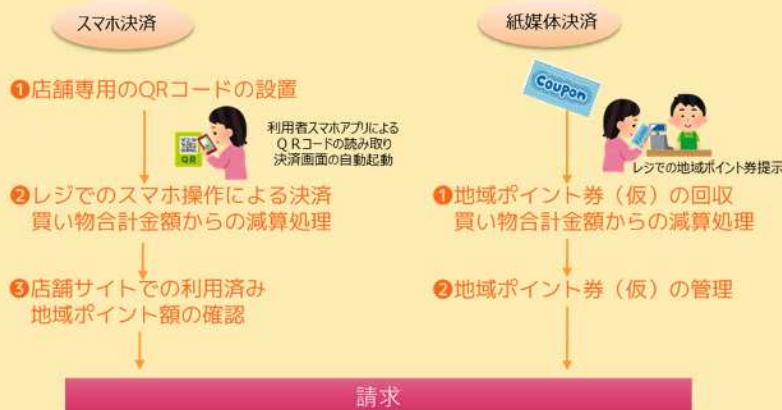 スマホ決済
❶店舗専用のQRコードの設置
QR
利用者スマホアプリによる
QRコードの読み取り
決済画面の自動起動
❷レジでのスマホ操作による決済
買い物合計金額からの減算処理
❸店舗サイトでの利用済み
地域ポイント額の確認
紙媒体決済
Coupon
レジでの地域ポイント券提示
❶地域ポイント券（仮）の回収
買い物合計金額からの減算処理
❷地域ポイント券（仮）の管理
請求